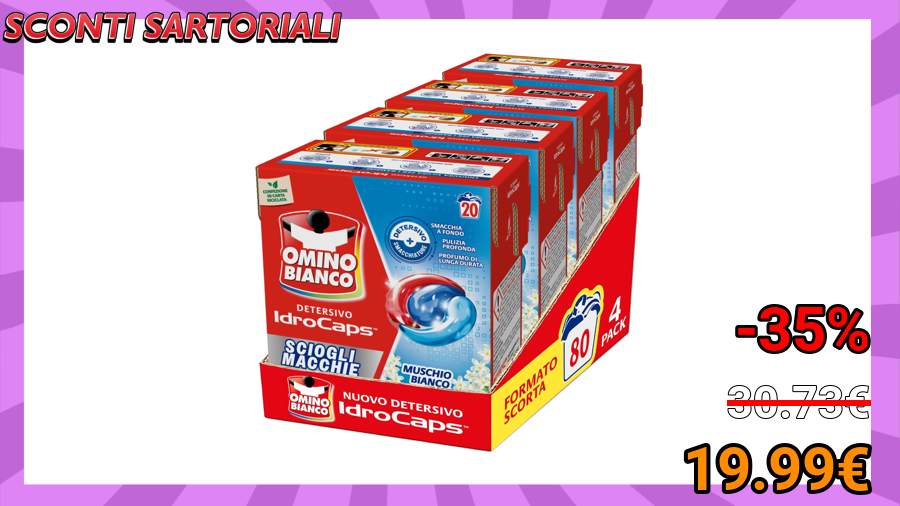 SCONTI SARTORIALI
CONFEZIONE
IN CARTA
RICICLATA
20
DETERSIVO
+
SMACCHIATORE
SMACCHIA
A FONDO
PULIZIA
PROFONDA
PROFUMO DI
LUNGA DURATA
OMINO
BIANCO
DETERSIVO
IdroCaps™
SCIOGLI
MACCHIE
MUSCHIO
BIANCO
OMINO
BIANCO
NUOVO DETERSIVO
IdroCaps™
FORMATO
SCORTA
80
4
PACK
-35%
30.73€
19.99€